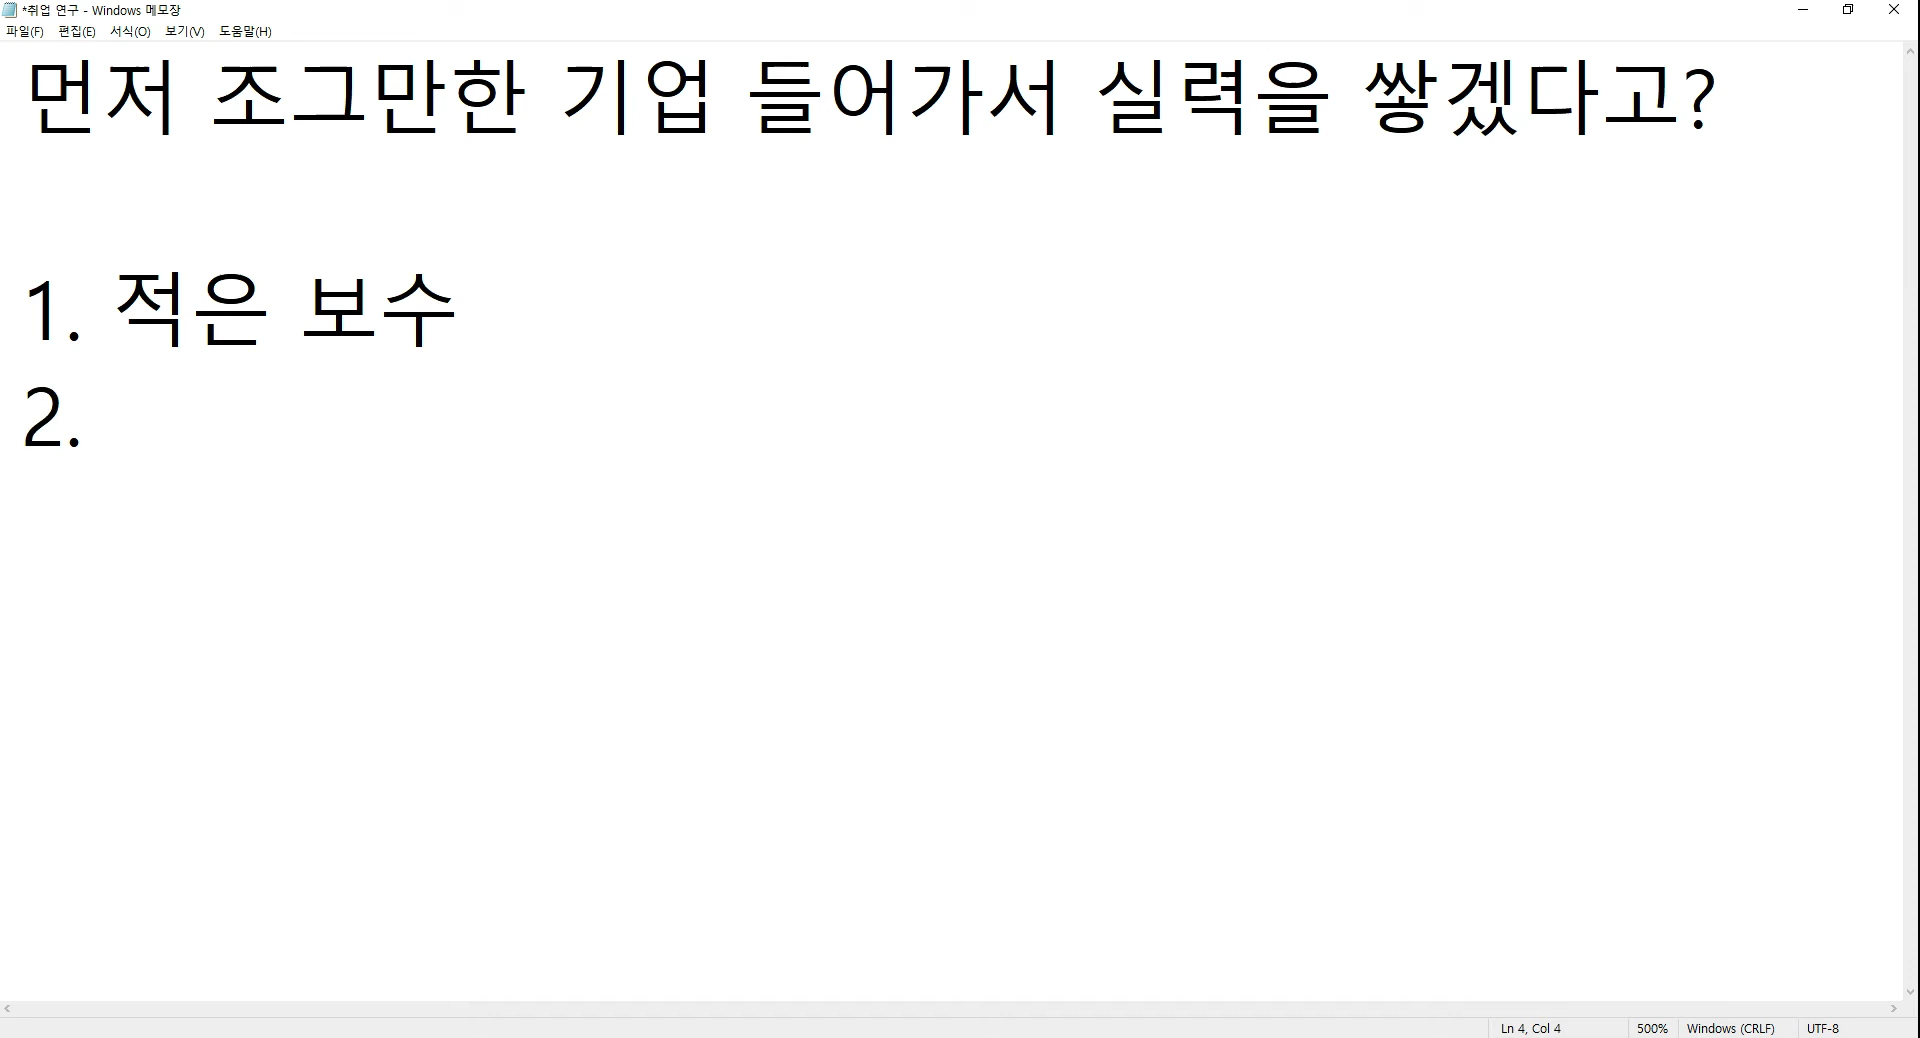 *취업 연구 - Windows 메모장
파일(F) 편집(E) 서식(O) 보기(V) 도움말(H)
먼저 조그만한 기업 들어가서 실력을 쌓겠다고?
1. 적은 보수
2.
Ln 4, Col 4 500% Windows (CRLF) UTF-8